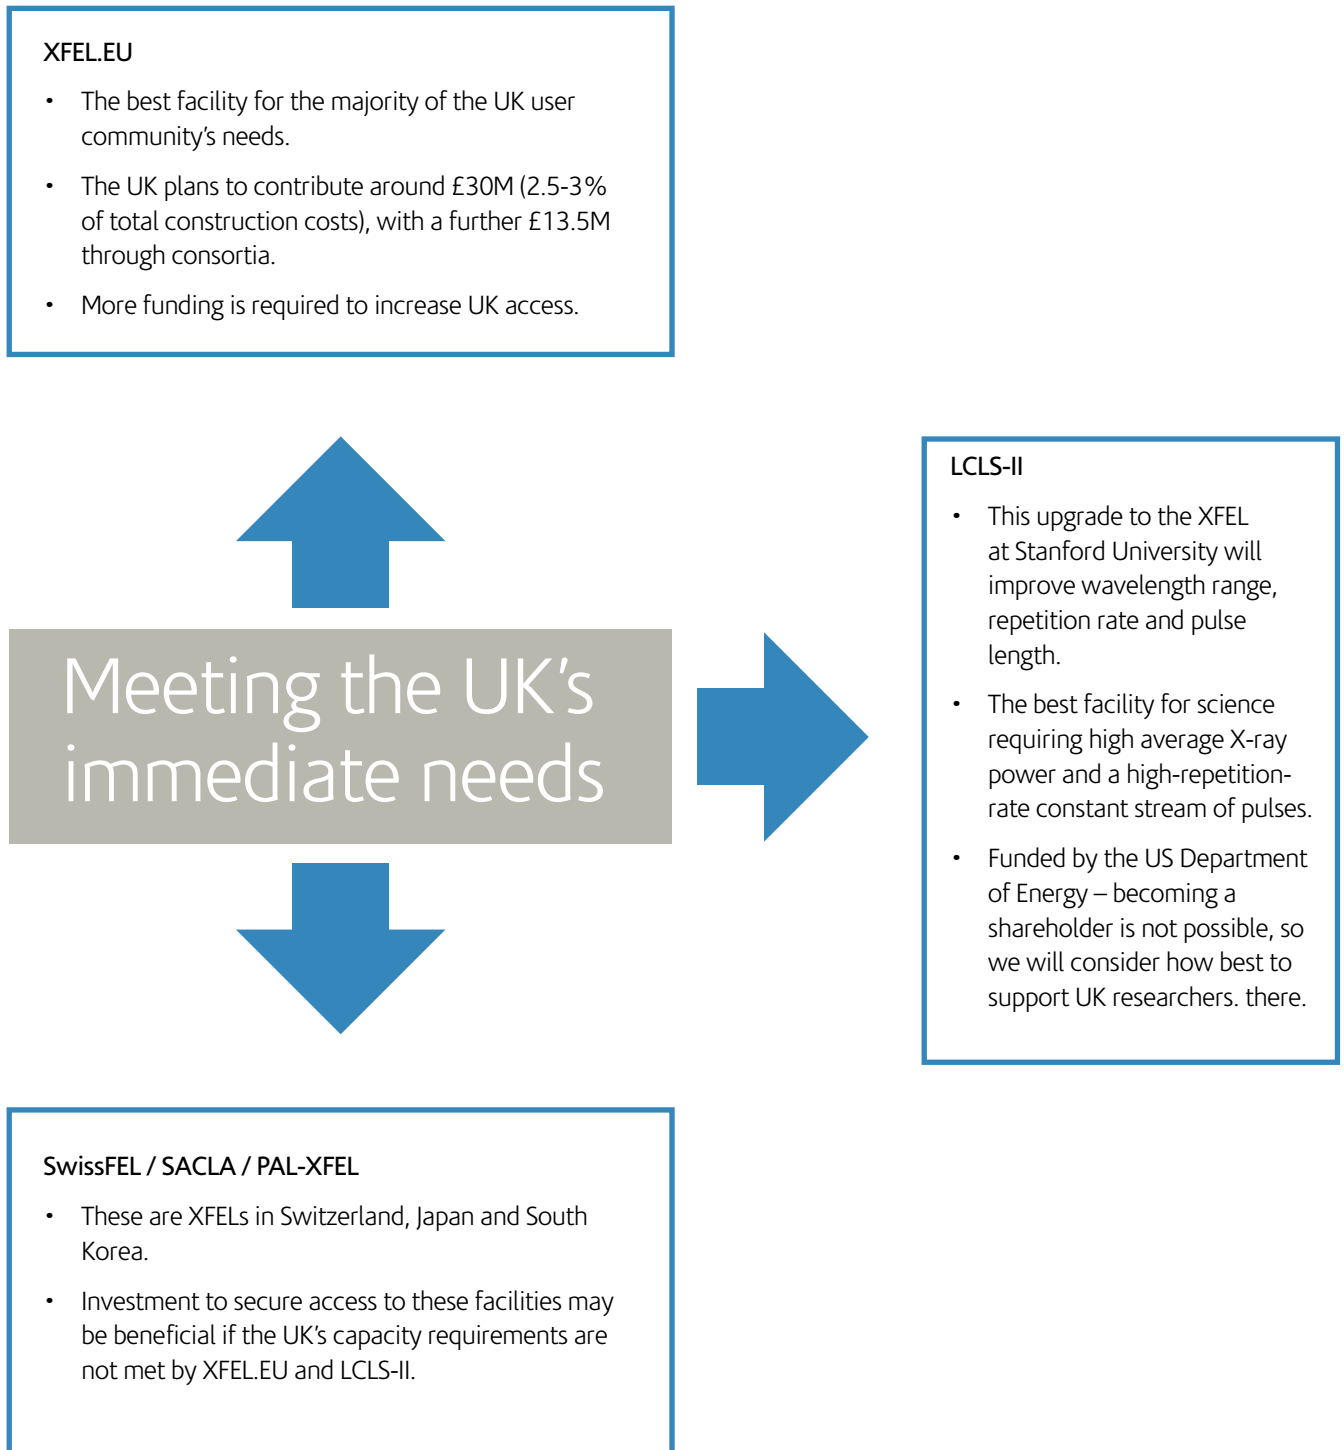 XFEL.EU
• The best facility for the majority of the UK user
community’s needs.
• The UK plans to contribute around £30M (2.5-3%
of total construction costs), with a further £13.5M
through consortia.
• More funding is required to increase UK access.
Meeting the UK’s
immediate needs
LCLS-II
• This upgrade to the XFEL
at Stanford University will
improve wavelength range,
repetition rate and pulse
length.
• The best facility for science
requiring high average X-ray
power and a high-repetition-
rate constant stream of pulses.
• Funded by the US Department
of Energy – becoming a
shareholder is not possible, so
we will consider how best to
support UK researchers. there.
SwissFEL / SACLA / PAL-XFEL
• These are XFELs in Switzerland, Japan and South
Korea.
• Investment to secure access to these facilities may
be beneficial if the UK’s capacity requirements are
not met by XFEL.EU and LCLS-II.